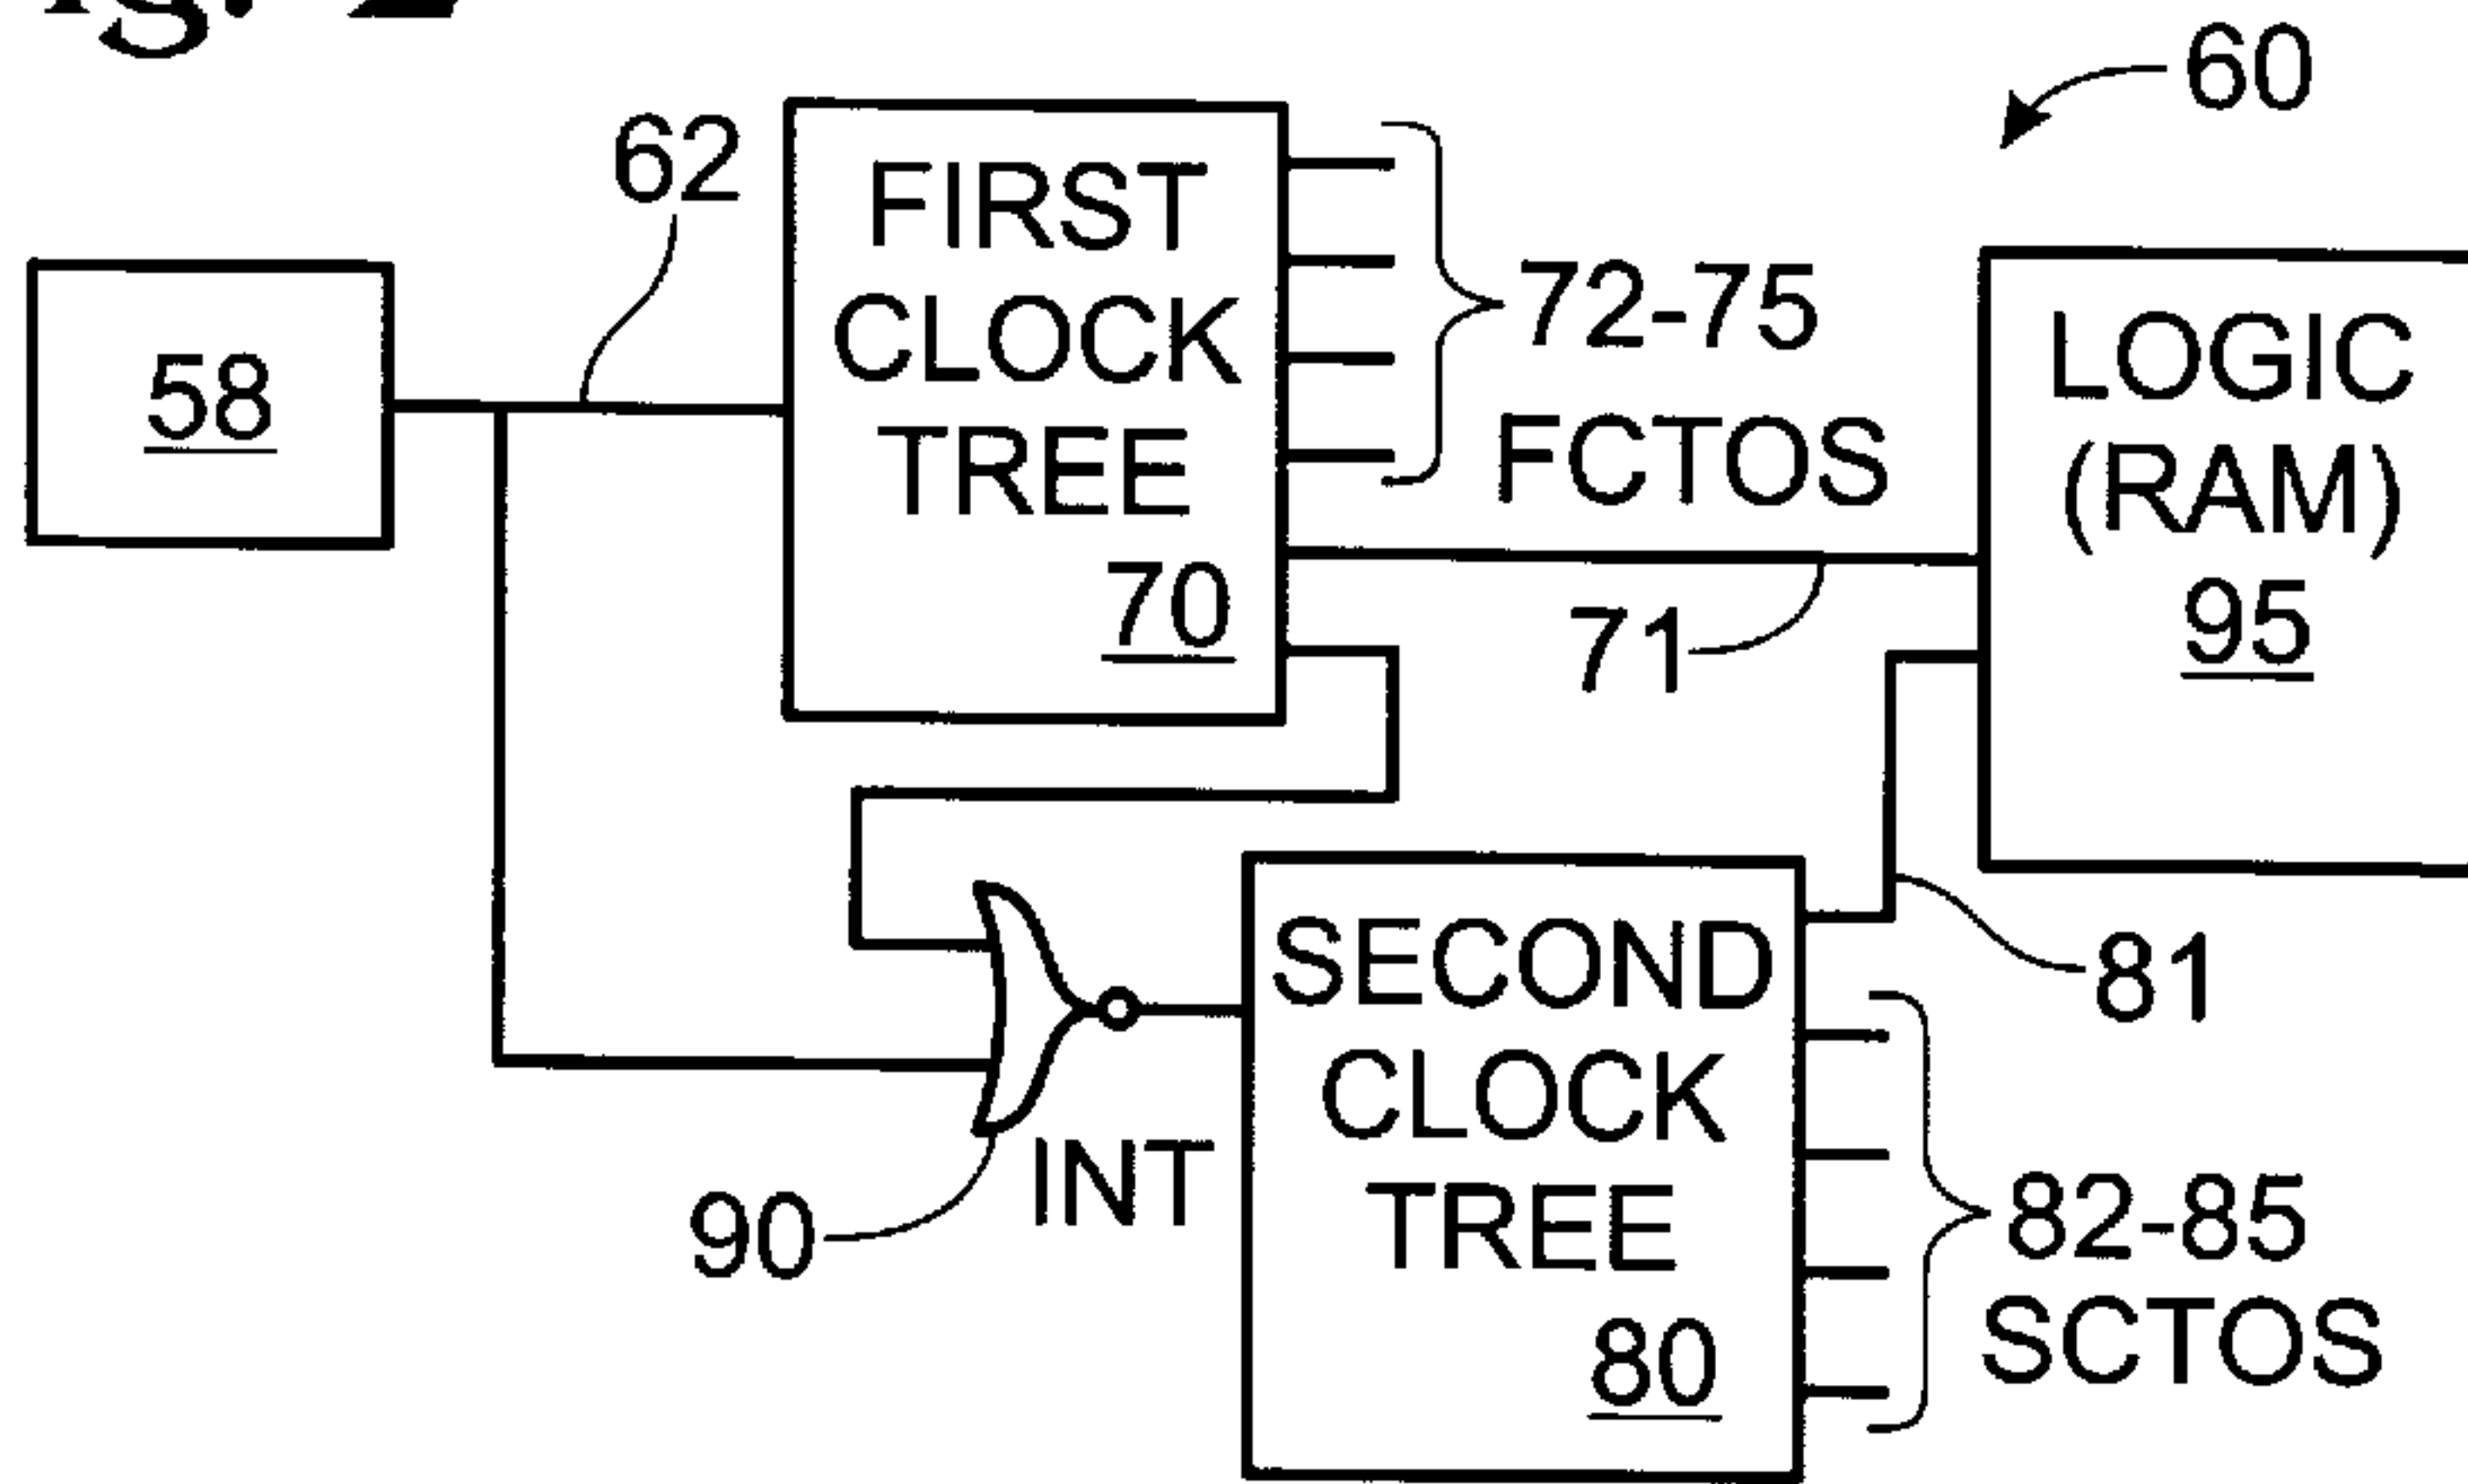 60
62
FIRST
CLOCK
TREE
70
58
72-75
FCTOS
LOGIC
(RAM)
95
71
81
SECOND
CLOCK
TREE
80
90
INT
82-85
SCTOS